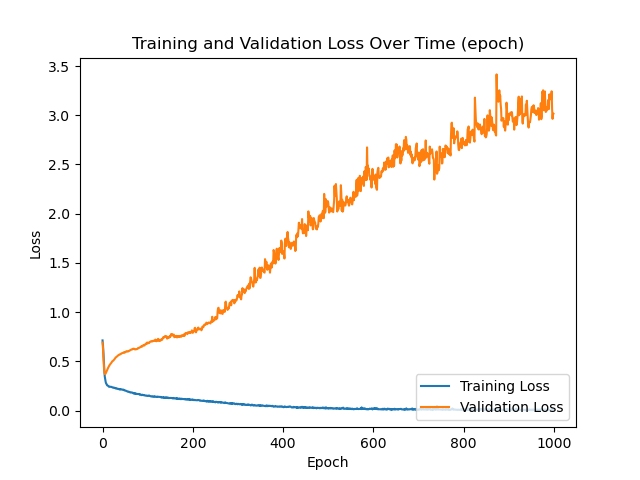 Training and Validation Loss Over Time (epoch)
3.5
3.0
2.5
2.0
1.5
1.0
0.5
0.0
Loss
Training Loss
Validation Loss
0 200 400 600 800 1000
Epoch